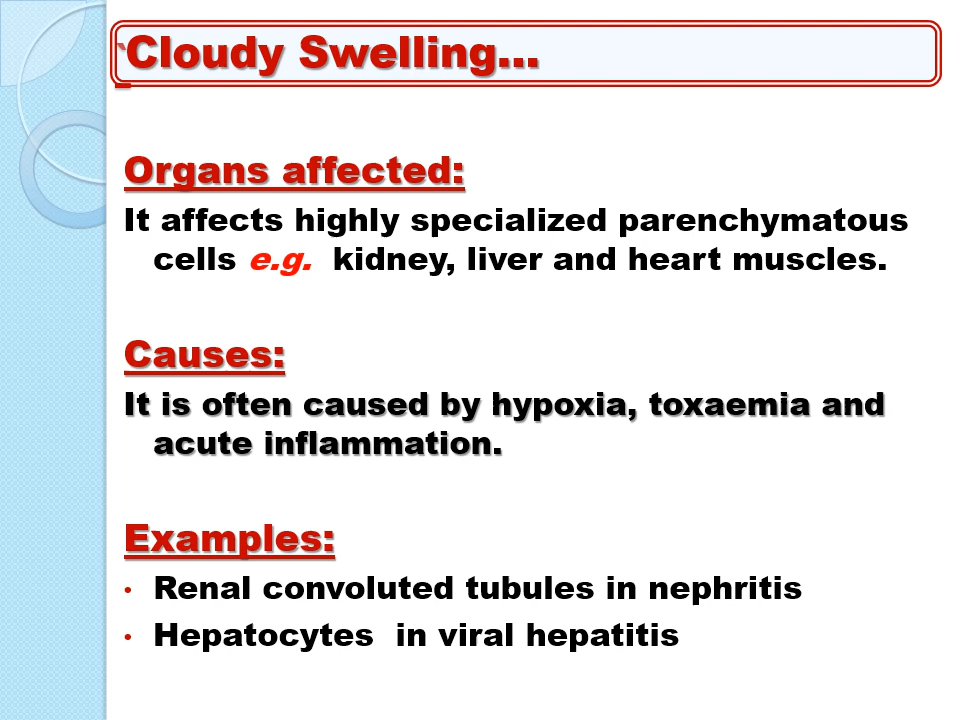 `Cloudy Swelling…
Organs affected:
It affects highly specialized parenchymatous
cells e.g. kidney, liver and heart muscles.
Causes:
It is often caused by hypoxia, toxaemia and
acute inflammation.
Examples:
• Renal convoluted tubules in nephritis
• Hepatocytes in viral hepatitis